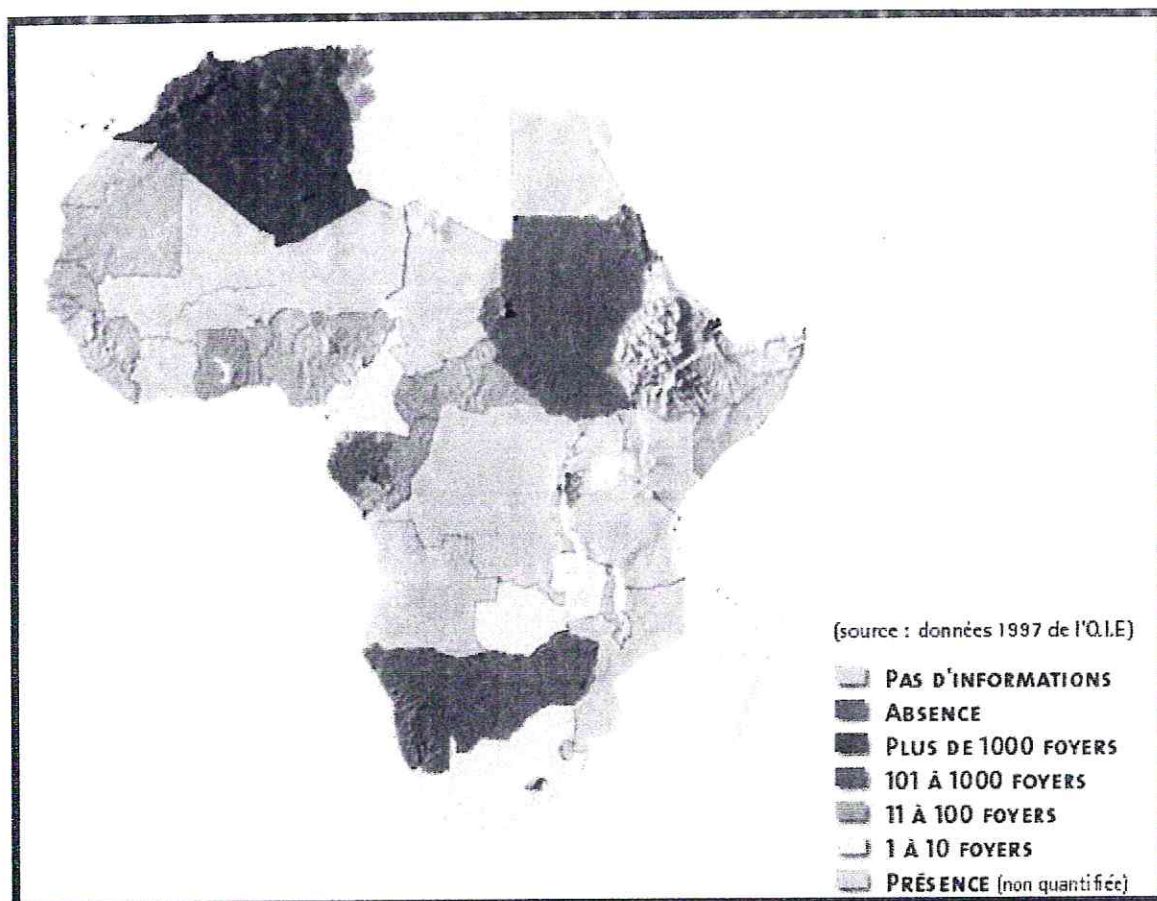 (source : données 1997 de l'O.I.E)
PAS D'INFORMATIONS
ABSENCE
PLUS DE 1000 FOYERS
101 À 1000 FOYERS
11 À 100 FOYERS
1 À 10 FOYERS
PRÉSENCE (non quantifiée)